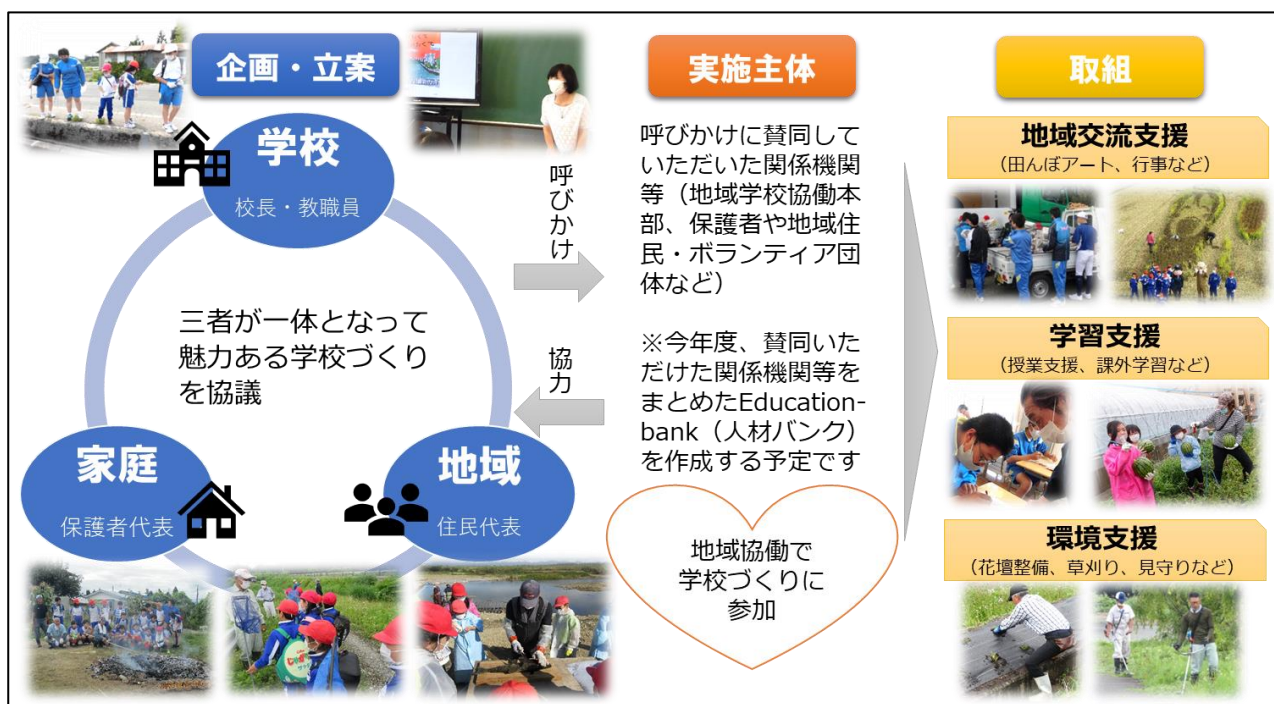 企画・立案
学校
校長・教職員
三者が一体となって
魅力ある学校づくり
を協議
家庭
保護者代表
地域
住民代表
呼びかけ
協力
実施主体
呼びかけに賛同して
いただいた関係機関
等（地域学校協働本
部、保護者や地域住
民・ボランティア団
体など）
※今年度、賛同いた
だけた関係機関等を
まとめたEducation-
bank（人材バンク）
を作成する予定です
地域協働で
学校づくりに
参加
取組
地域交流支援
（田んぼアート、行事など）
学習支援
（授業支援、課外学習など）
環境支援
（花壇整備、草刈り、見守りなど）